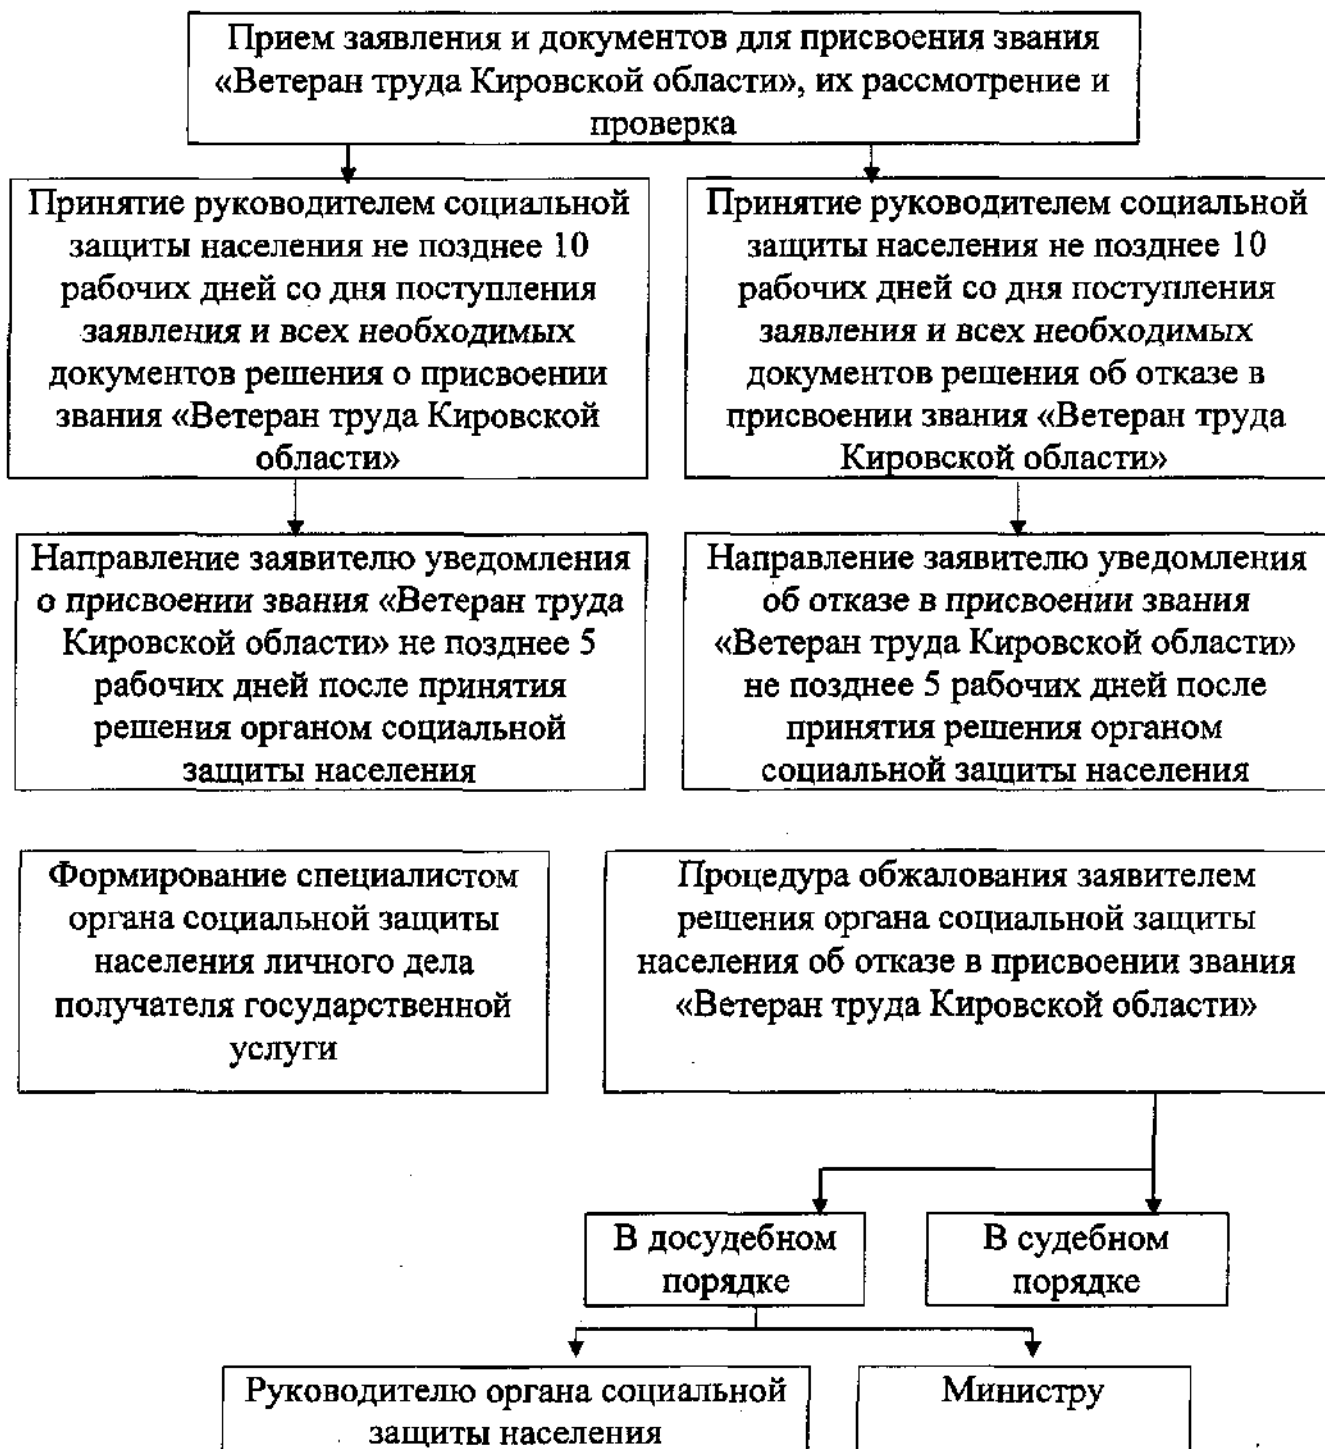 Прием заявления и документов для присвоения звания
«Ветеран труда Кировской области», их рассмотрение и
проверка
Принятие руководителем социальной
защиты населения не позднее 10
рабочих дней со дня поступления
заявления и всех необходимых
документов решения о присвоении
звания «Ветеран труда Кировской
области»
Принятие руководителем социальной
защиты населения не позднее 10
рабочих дней со дня поступления
заявления и всех необходимых
документов решения об отказе в
присвоении звания «Ветеран труда
Кировской области»
Направление заявителю уведомления
о присвоении звания «Ветеран труда
Кировской области» не позднее 5
рабочих дней после принятия
решения органом социальной
защиты населения
Направление заявителю уведомления
об отказе в присвоении звания
«Ветеран труда Кировской области»
не позднее 5 рабочих дней после
принятия решения органом
социальной защиты населения
Формирование специалистом
органа социальной защиты
населения личного дела
получателя государственной
услуги
Процедура обжалования заявителем
решения органа социальной защиты
населения об отказе в присвоении звания
«Ветеран труда Кировской области»
В досудебном
порядке
В судебном
порядке
Руководителю органа социальной
защиты населения
Министру